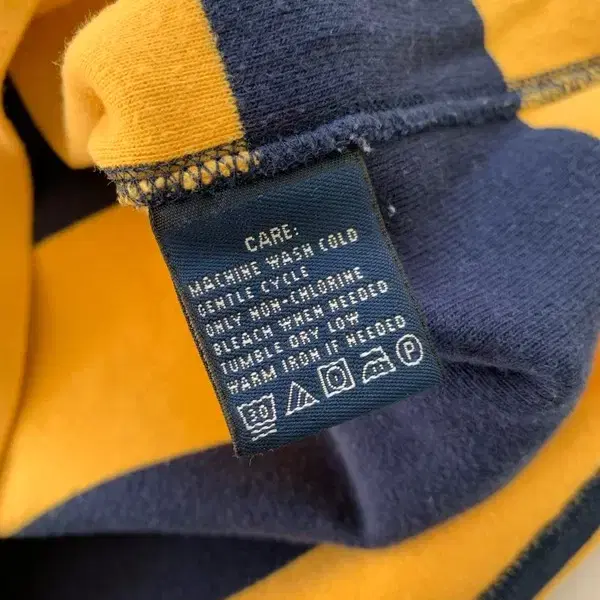 CARE:
MACHINE WASH COLD
GENTLE CYCLE
ONLY NON-CHLORINE
BLEACH WHEN NEEDED
TUMBLE DRY LOW
WARM IRON IF NEEDED
30 P